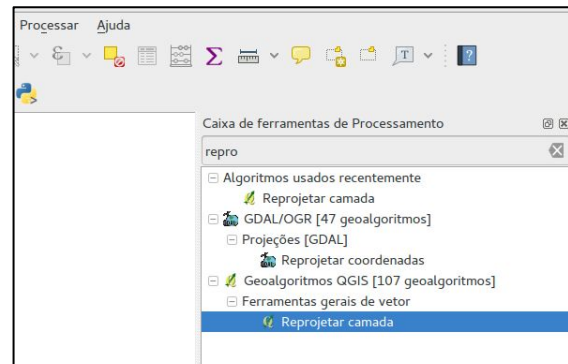 Processar Ajuda
Caixa de ferramentas de Processamento
repro
Algoritmos usados recentemente
Reprojetar camada
GDAL/OGR [47 geoalgoritmos]
Projeções [GDAL]
Reprojetar coordenadas
Geoalgoritmos QGIS [107 geoalgoritmos]
Ferramentas gerais de vetor
Reprojetar camada